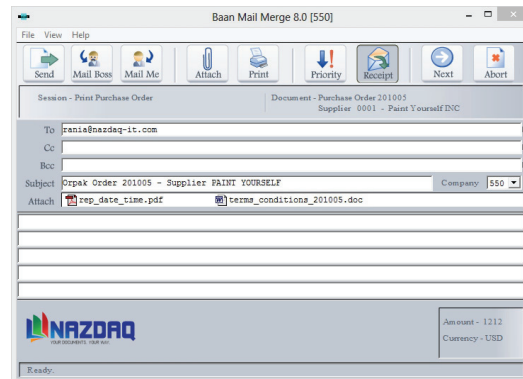 Baan Mail Merge 8.0 [550]
File View Help
Send Mail Boss Mail Me Attach Print Priority Receipt Next Abort
Session - Print Purchase Order Document - Purchase Order 201005
Supplier 0001 - Paint Yourself INC
To rania@nazdaq-it.com
Cc
Bcc
Subject Orpak Order 201005 - Supplier PAINT YOURSELF Company 550
Attach rep_date_time.pdf terms_conditions_201005.doc
NAZDAQ
YOUR DOCUMENTS. YOUR WAY.
Amount - 1212
Currency - USD
Ready.